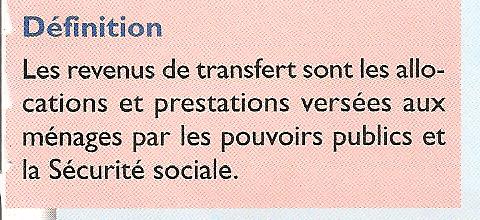 Définition
Les revenus de transfert sont les allo-
cations et prestations versées aux
ménages par les pouvoirs publics et
la Sécurité sociale.